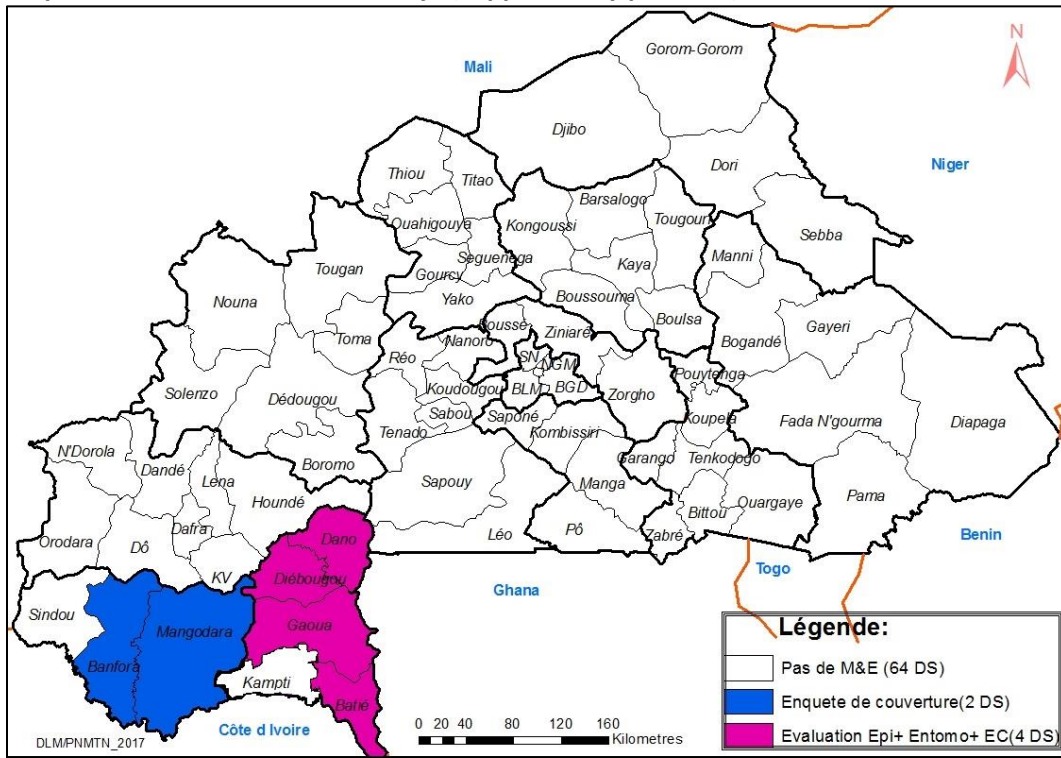 N
Gorom-Gorom
Mali
Djibo
Dori
Niger
Thiou
Titao
Barsalogo
Tougouri
Ouahigouya
Kongoussi
Sebba
Seguenega
Manni
Tougan
Gourcy
Kaya
Nouna
Yako
Boussouma
Gayeri
Toma
Boussé
Ziniaré
Boulsa
Bogandé
Nanoro
Réo
SN
NGM
Pouytenga
Solenzo
Dédougou
Koudougou
BLM
BGD
Zorgho
Sabou
Saponé
Koupela
Fada N'gourma
Diapaga
Tenado
Kombissiri
N'Dorola
Dandé
Lena
Boromo
Garango
Tenkodogo
Houndé
Sapouy
Manga
Ouargaye
Pama
Dafra
Bittou
Orodara
Dô
Léo
Pô
Zabré
Dano
Benin
KV
Diébougou
Togo
Ghana
Sindou
Mangodara
Gaoua
Banfora
Kampti
Batié
Côte d Ivoire
0 20 40 80 120 160
Kilometres
DLM/PNMTN_2017
Légende:
Pas de M&E (64 DS)
Enquete de couverture(2 DS)
Evaluation Epi+ Entomo+ EC(4 DS)